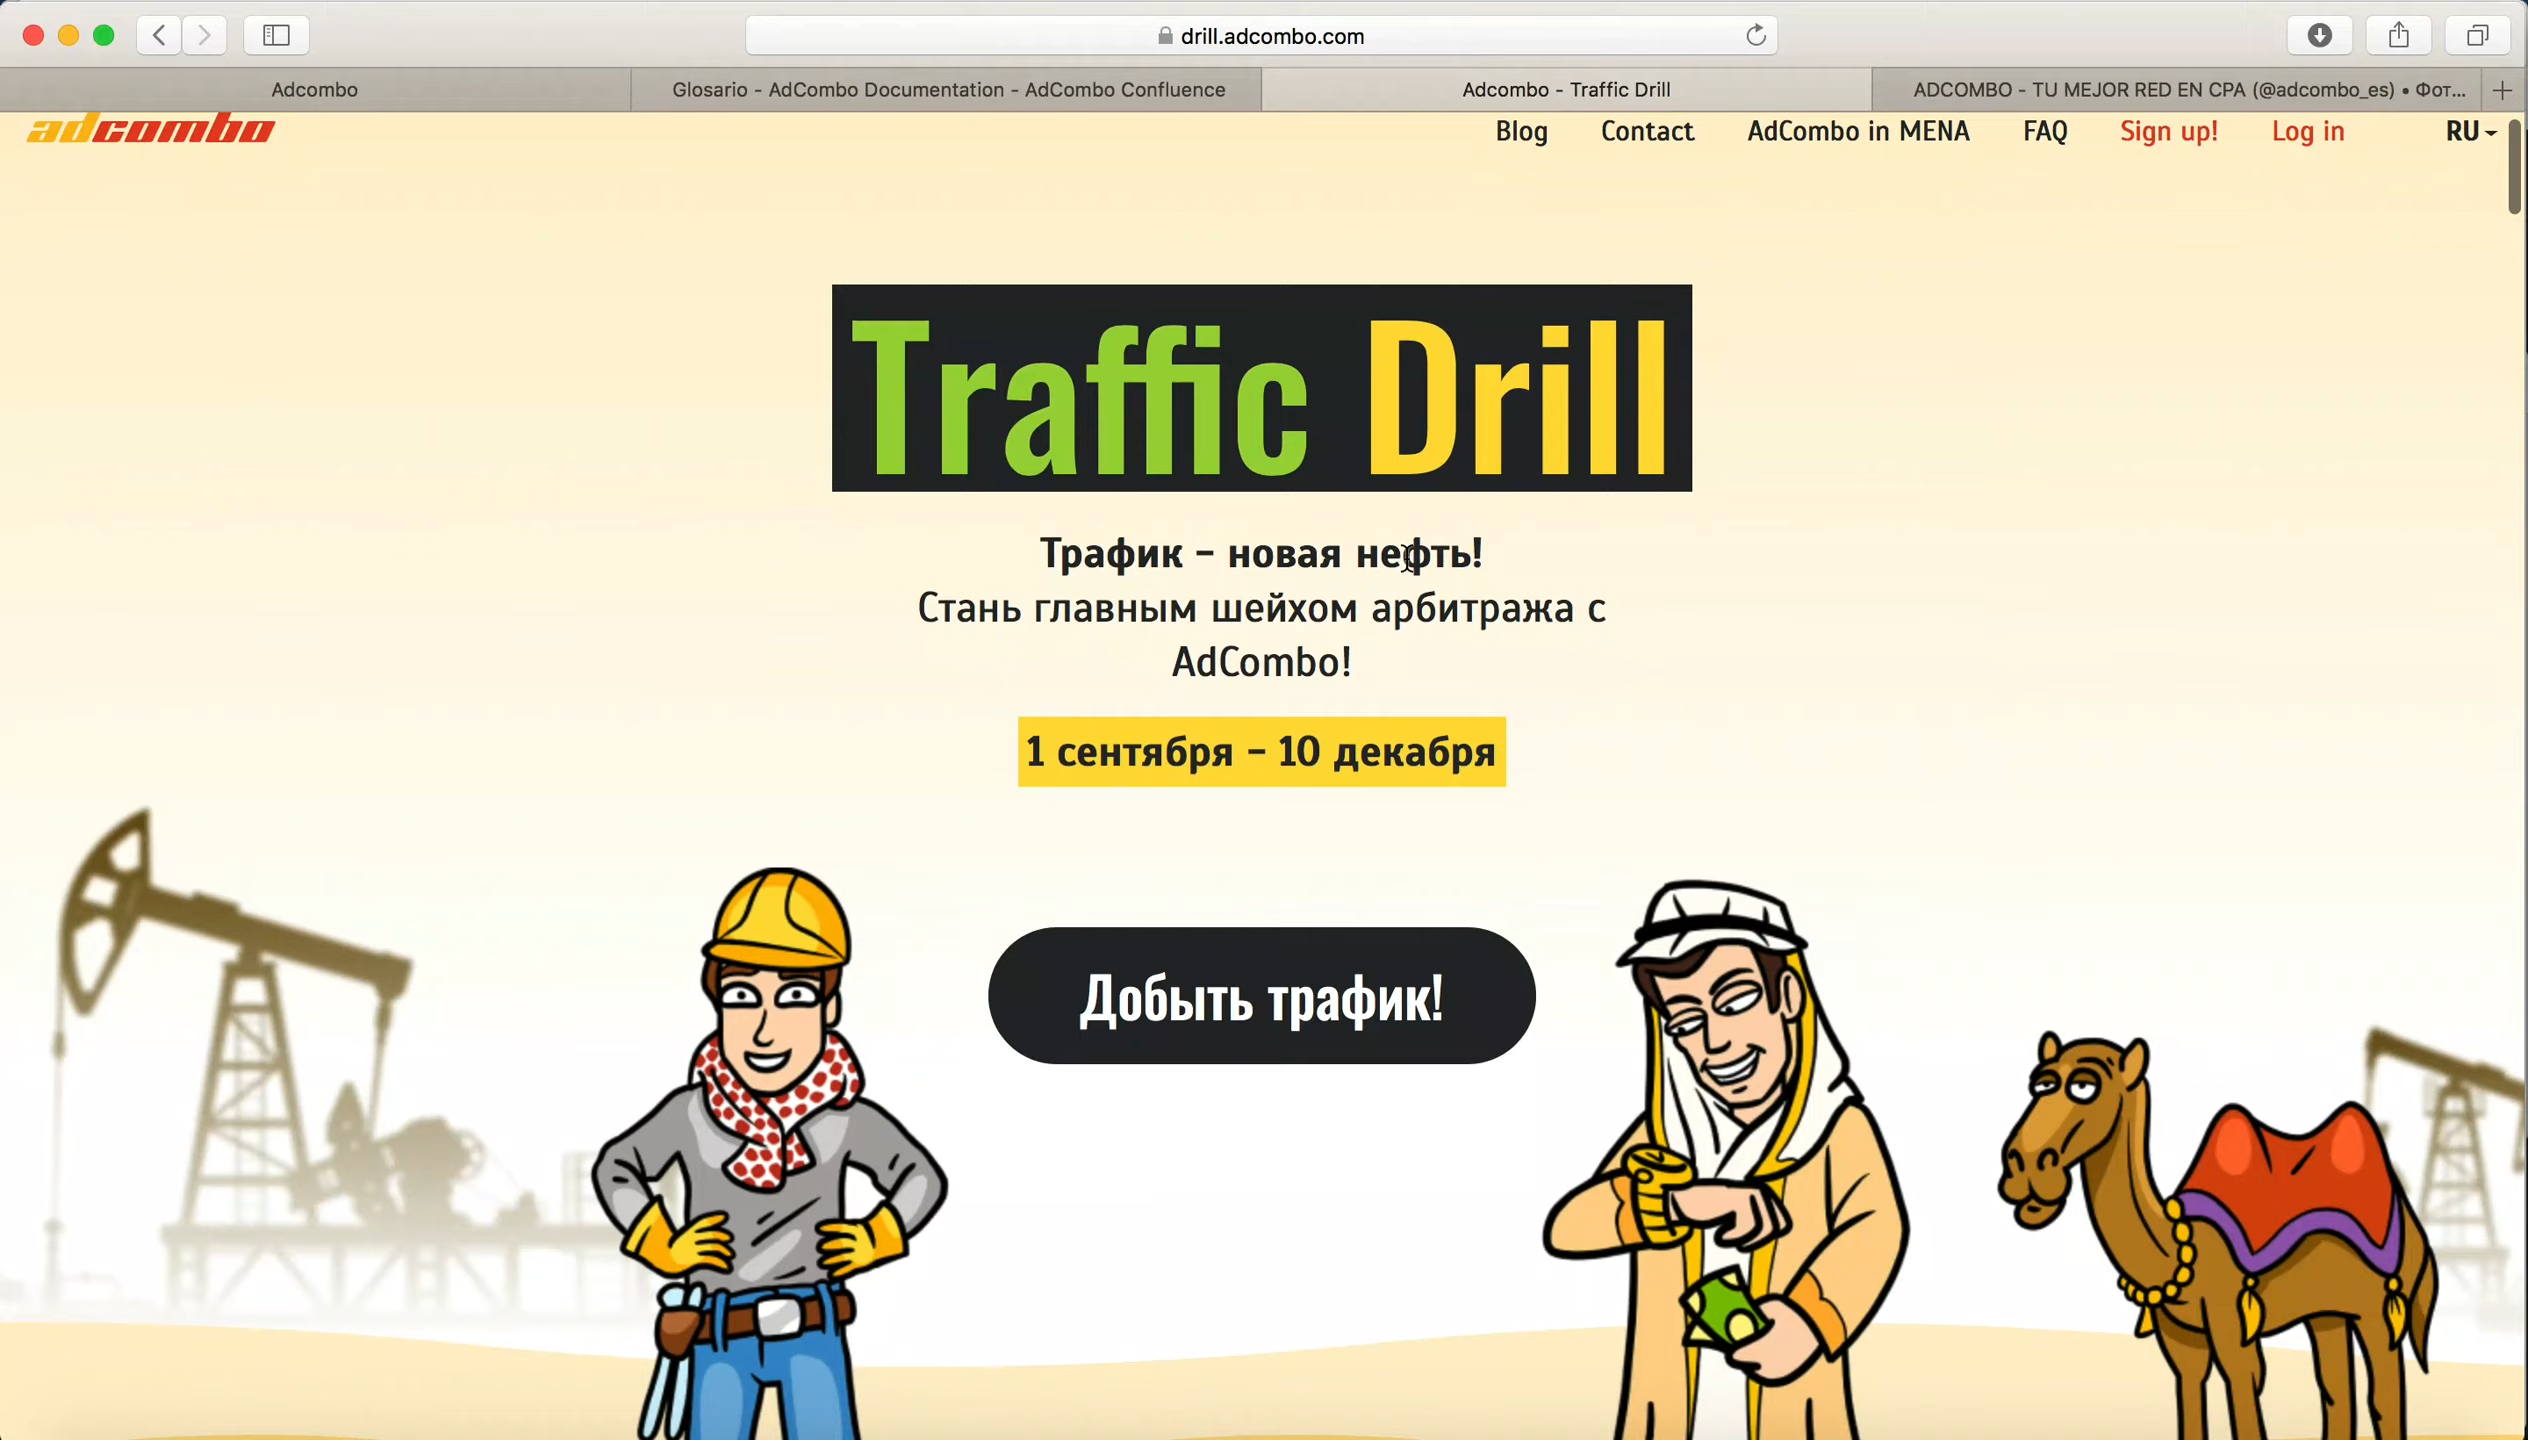 drill.adcombo.com
Adcombo
Glosario - AdCombo Documentation - AdCombo Confluence
Adcombo - Traffic Drill
ADCOMBO - TU MEJOR RED EN CPA (@adcombo_es) • Фот...
adcombo
Blog
Contact
AdCombo in MENA
FAQ
Sign up!
Log in
RU
Traffic Drill
Трафик – новая нефть!
Стань главным шейхом арбитража с
AdCombo!
1 сентября – 10 декабря
Добыть трафик!